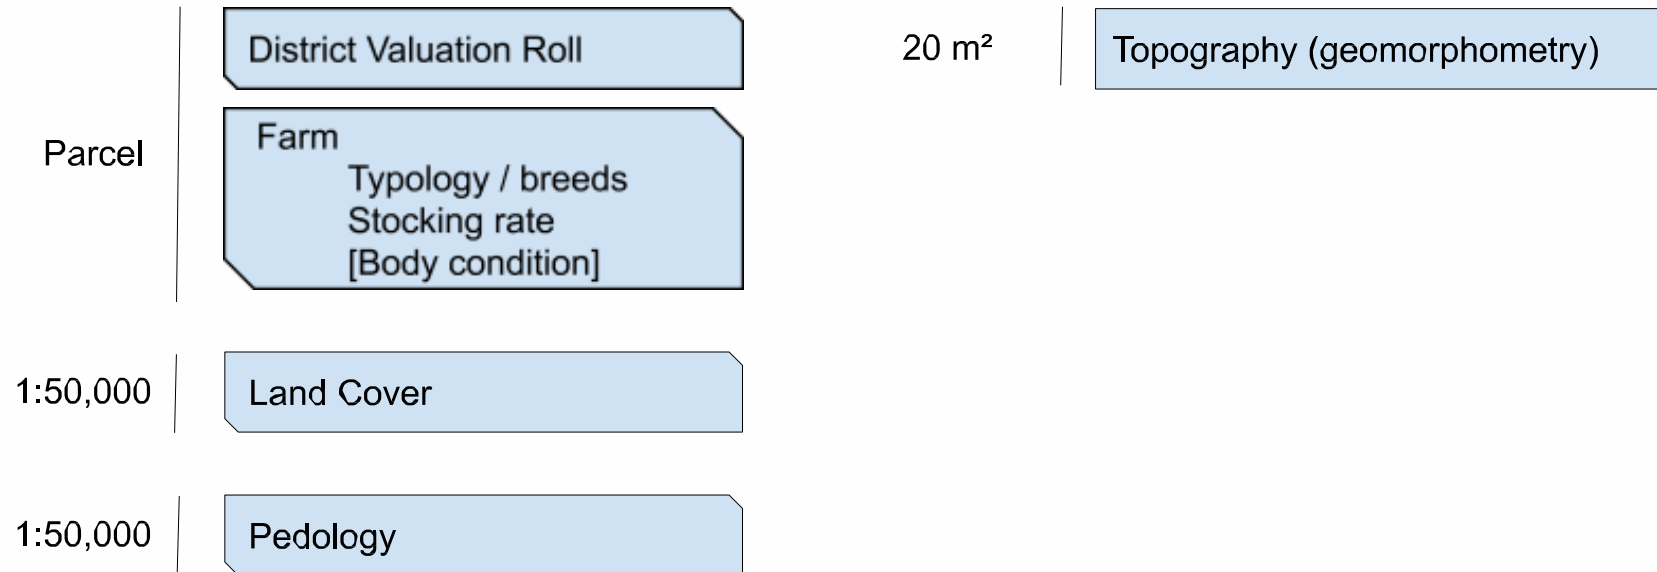 Parcel
District Valuation Roll
Farm
Typology / breeds
Stocking rate
[Body condition]
1:50,000
Land Cover
1:50,000
Pedology
20 m²
Topography (geomorphometry)